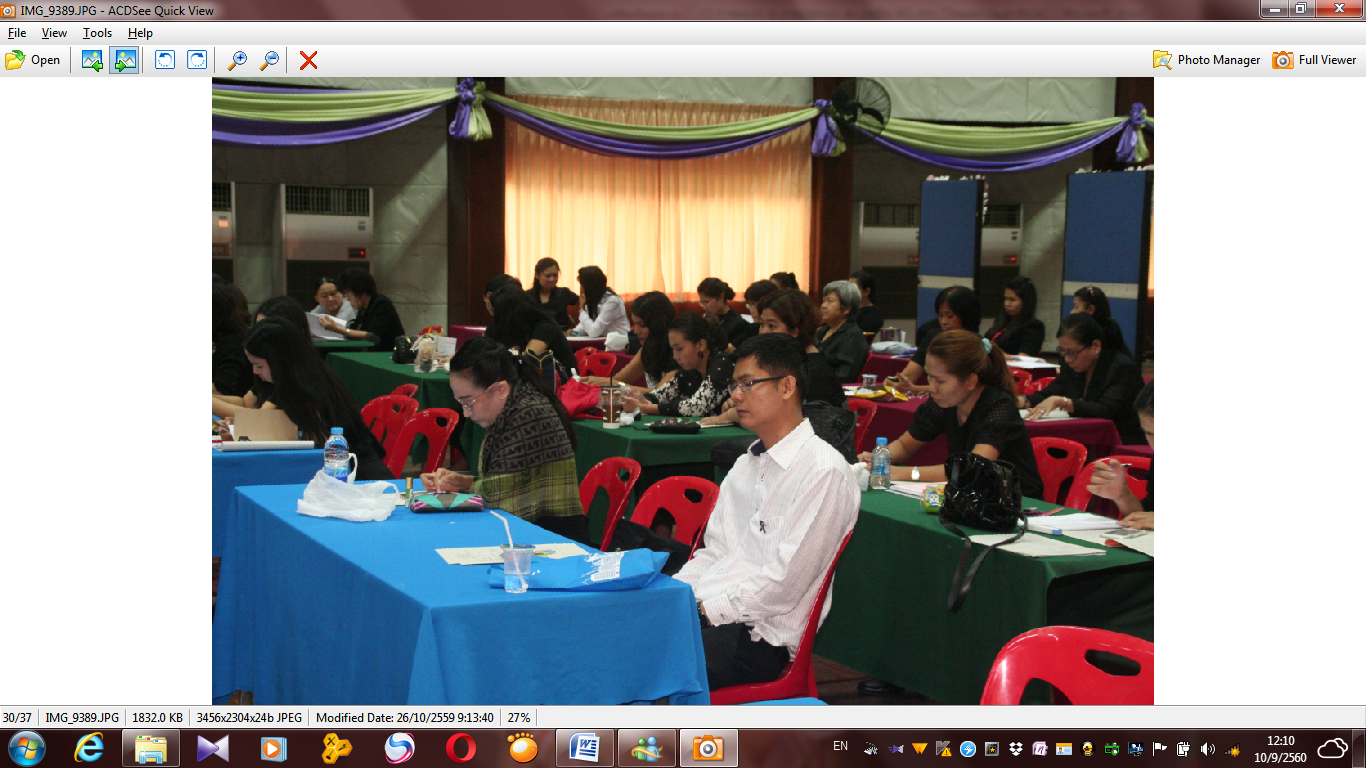 IMG_9389.JPG - ACDSee Quick View
File View Tools Help
Open Photo Manager Full Viewer
30/37 IMG_9389.JPG 1832.0 KB 3456x2304x24b JPEG Modified Date: 26/10/2559 9:13:40 27%
EN 12:10
10/9/2560